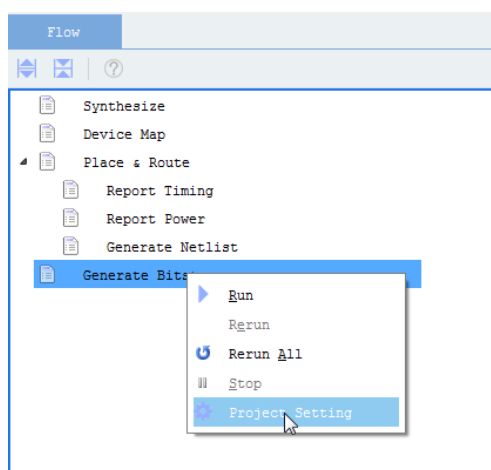 Flow
Synthesize
Device Map
Place & Route
Report Timing
Report Power
Generate Netlist
Generate
Run
Rerun
Rerun All
Stop
Project Setting